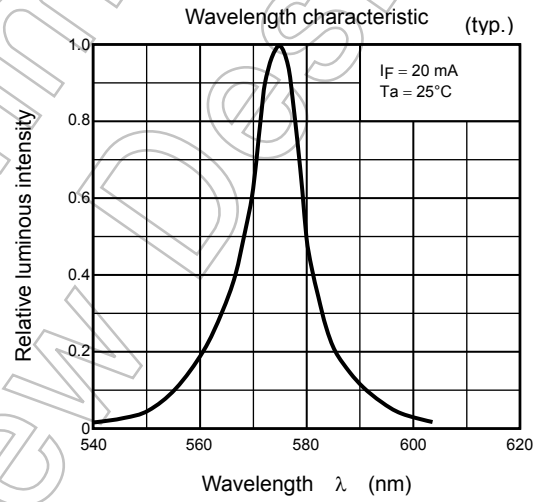 Wavelength characteristic (typ.)
1.0
0.8
0.6
0.4
0.2
0
IF = 20 mA
Ta = 25°C
Relative luminous intensity
540 560 580 600 620
Wavelength λ (nm)